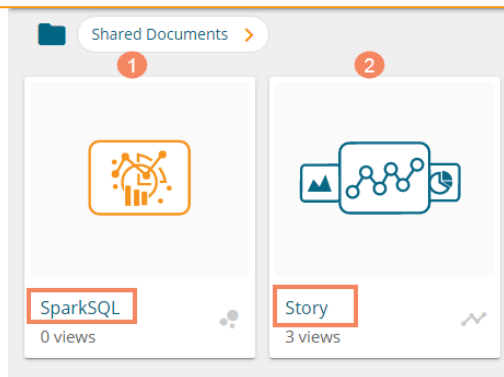 Shared Documents
1
2
SparkSQL
0 views
Story
3 views